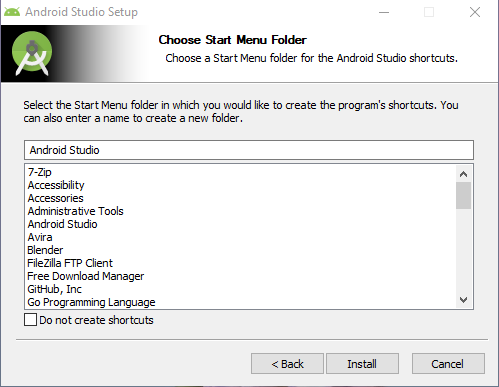 Android Studio Setup
Choose Start Menu Folder
Choose a Start Menu folder for the Android Studio shortcuts.
Select the Start Menu folder in which you would like to create the program's shortcuts. You
can also enter a name to create a new folder.
Android Studio
7-Zip
Accessibility
Accessories
Administrative Tools
Android Studio
Avira
Blender
FileZilla FTP Client
Free Download Manager
GitHub, Inc
Go Programming Language
Do not create shortcuts
< Back
Install
Cancel